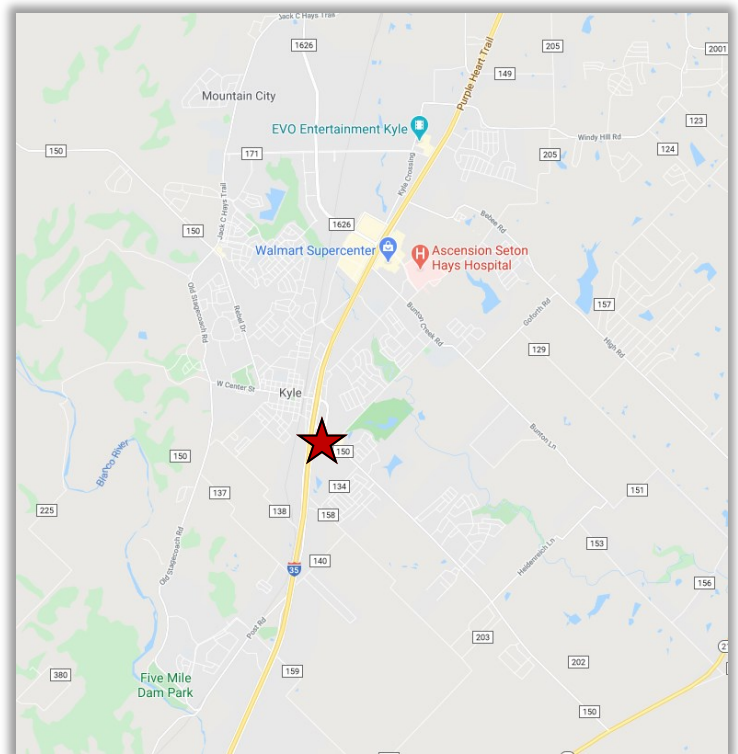 Jack C Hays Trail
1626
205
2001
149
Purple Heart Trail
Mountain City
123
EVO Entertainment Kyle
Windy Hill Rd
150
171
205
124
Kyle Crossing
Jack C Hays Trail
1626
150
Bebee Rd
Walmart Supercenter
H
Ascension Seton
Hays Hospital
Old Stagecoach Rd
Rebel Dr
Bunton Creek Rd
Goforth Rd
157
129
High Rd
W Center St
Kyle
150
Bunton Ln
Blanco River
150
134
137
151
225
138
158
153
Old Stagecoach Rd
Heidenreich Ln
140
35
156
Post Rd
203
202
159
380
Five Mile
Dam Park
150